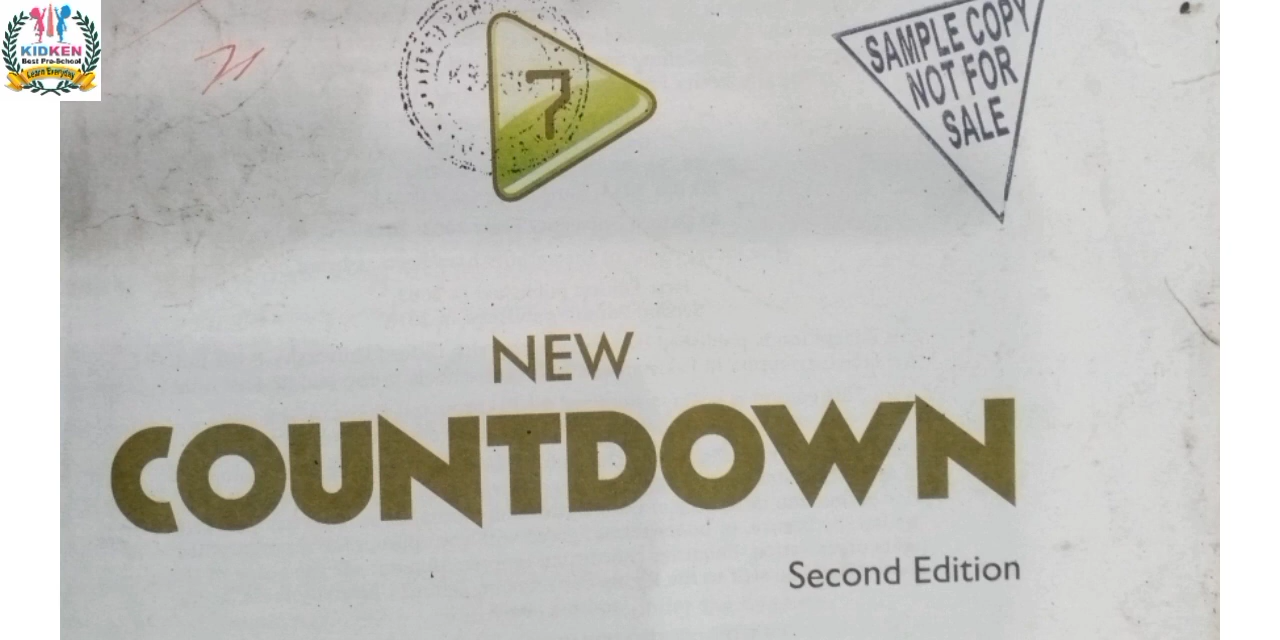 KIDKEN
Best Pre-School
Learn Everyday
7
SAMPLE COPY
NOT FOR
SALE
NEW
COUNTDOWN
Second Edition